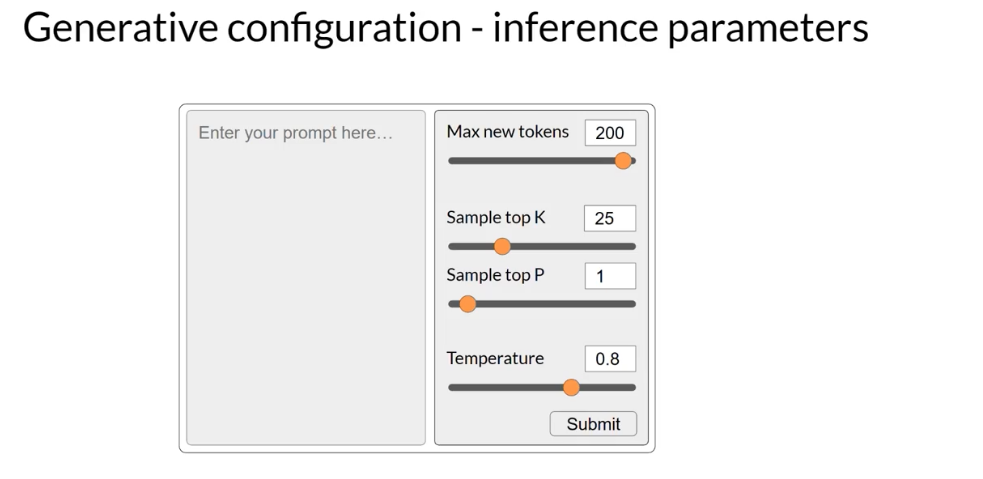 Generative configuration - inference parameters
Enter your prompt here...
Max new tokens 200
Sample top K 25
Sample top P 1
Temperature 0.8
Submit